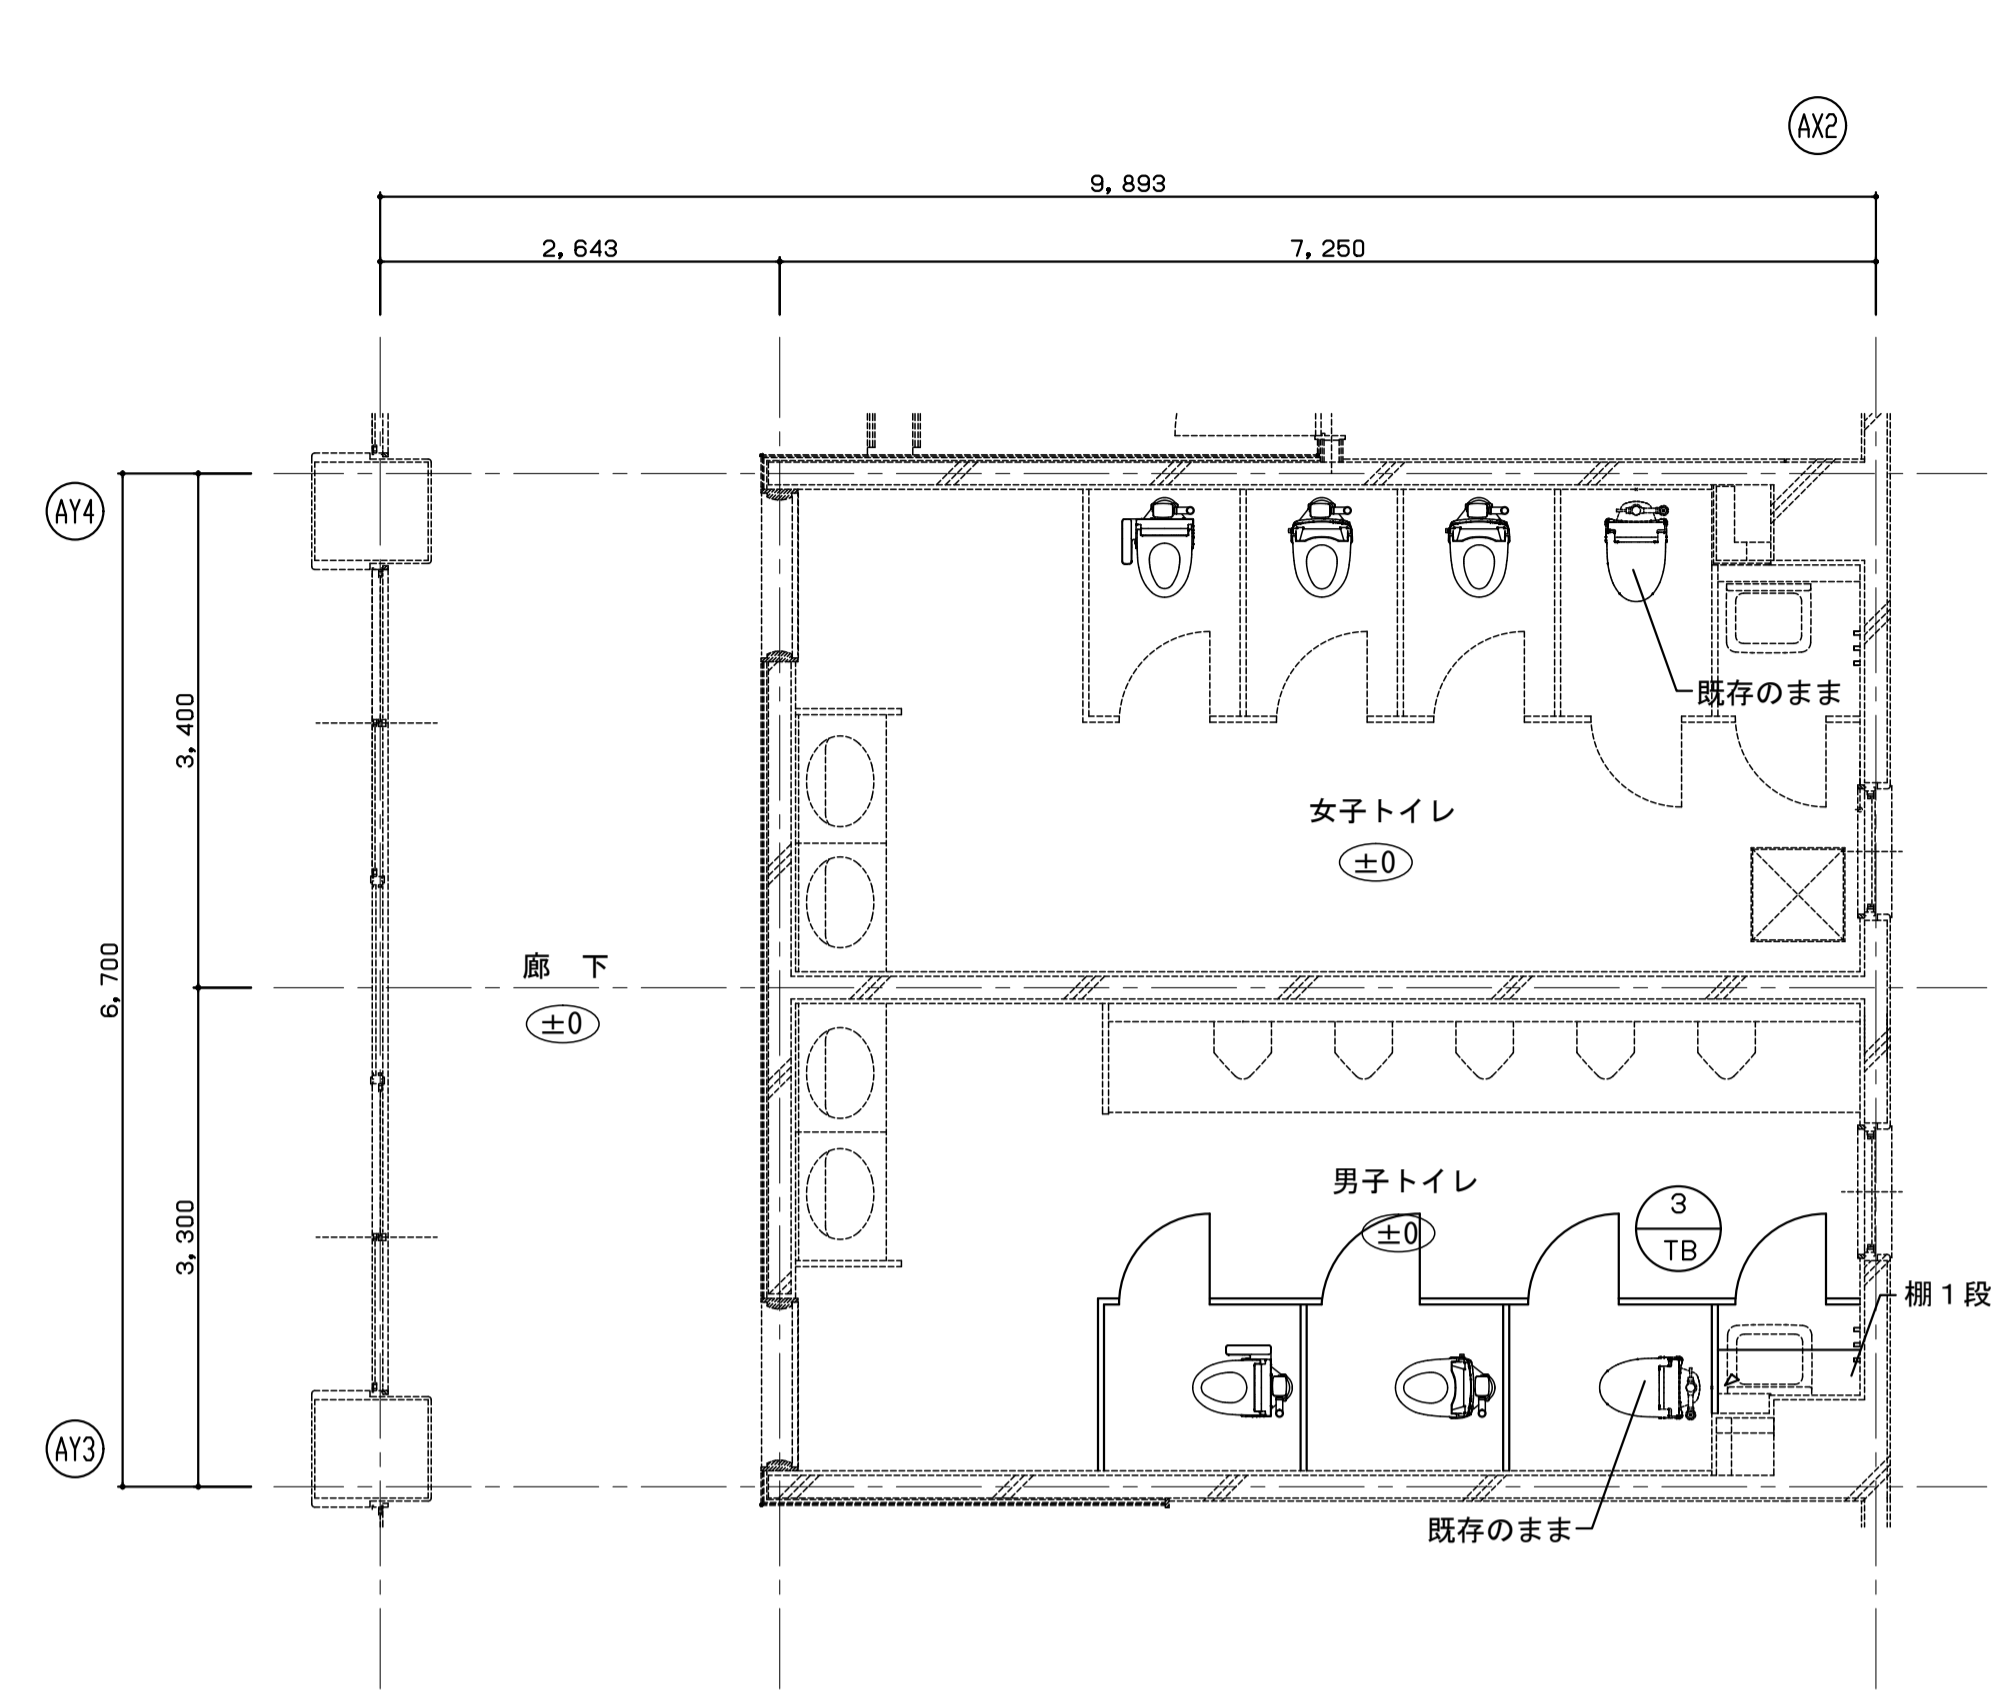 AX2
9,893
2,643
7,250
AY4
既存のまま
3,400
女子トイレ
±0
6,700
廊　下
±0
男子トイレ
±0
3
TB
3,300
棚１段
AY3
既存のまま